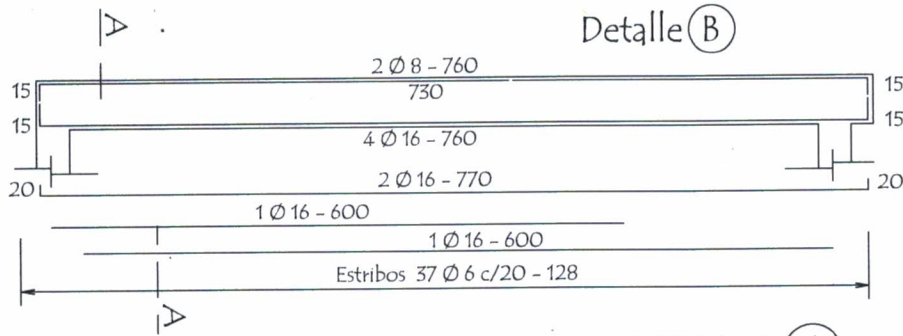 A
Detalle B
2 Ø 8 - 760
15
730
15
15
4 Ø 16 - 760
15
20
2 Ø 16 - 770
20
1 Ø 16 - 600
1 Ø 16 - 600
Estribos 37 Ø 6 c/20 - 128
A